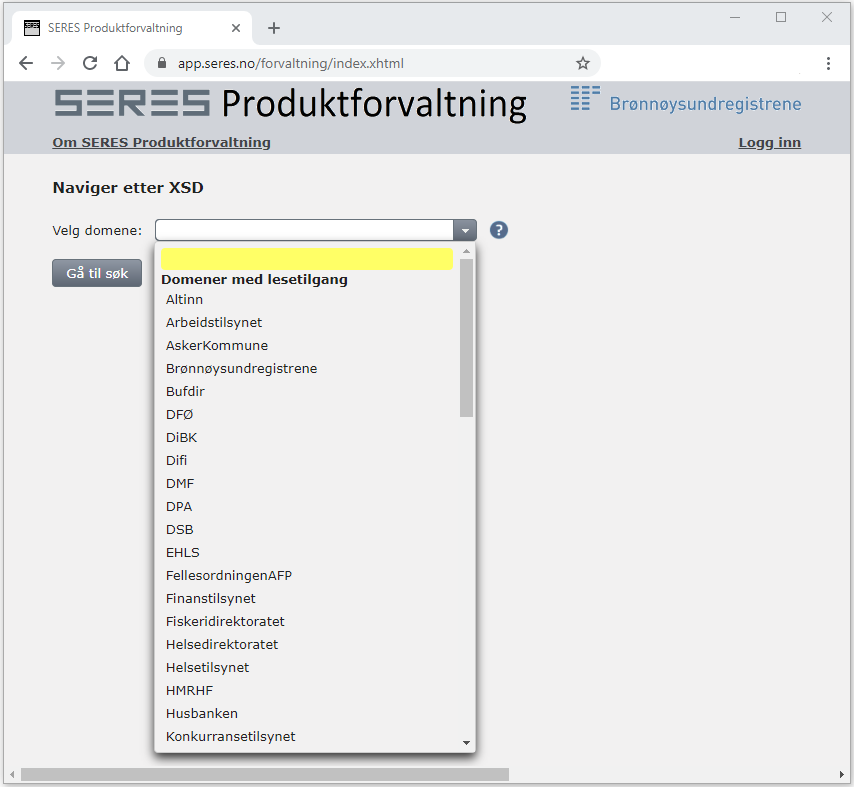 SERES Produktforvaltning
app.seres.no/forvaltning/index.xhtml
SERES Produktforvaltning
Brønnøysundregistrene
Om SERES Produktforvaltning
Logg inn
Naviger etter XSD
Velg domene:
?
Gå til søk
Domener med lesetilgang
Altinn
Arbeidstilsynet
AskerKommune
Brønnøysundregistrene
Bufdir
DFØ
DiBK
Difi
DMF
DPA
DSB
EHLS
FellesordningenAFP
Finanstilsynet
Fiskeridirektoratet
Helsedirektoratet
Helsetilsynet
HMRHF
Husbanken
Konkurransetilsynet